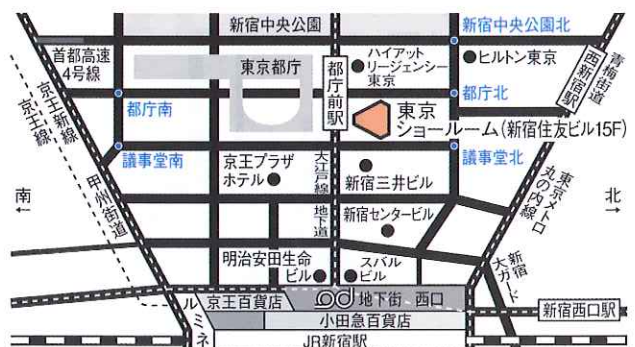 新宿中央公園
新宿中央公園北
首都高速
4号線
東京都庁
都庁前駅
ハイアット
リージェンシー
東京
ヒルトン東京
青梅街道
西新宿駅
京王新線
京王線
都庁南
都庁北
東京
ショールーム(新宿住友ビル15F)
議事堂南
京王プラザ
ホテル
大江戸線
新宿三井ビル
議事堂北
南
←
甲州街道
地下道
新宿センタービル
東京メトロ
丸の内線
北
→
明治安田生命
ビル
スバル
ビル
新宿
大ガード
ルミネ
京王百貨店
od
地下街
西口
新宿西口駅
小田急百貨店
JR新宿駅